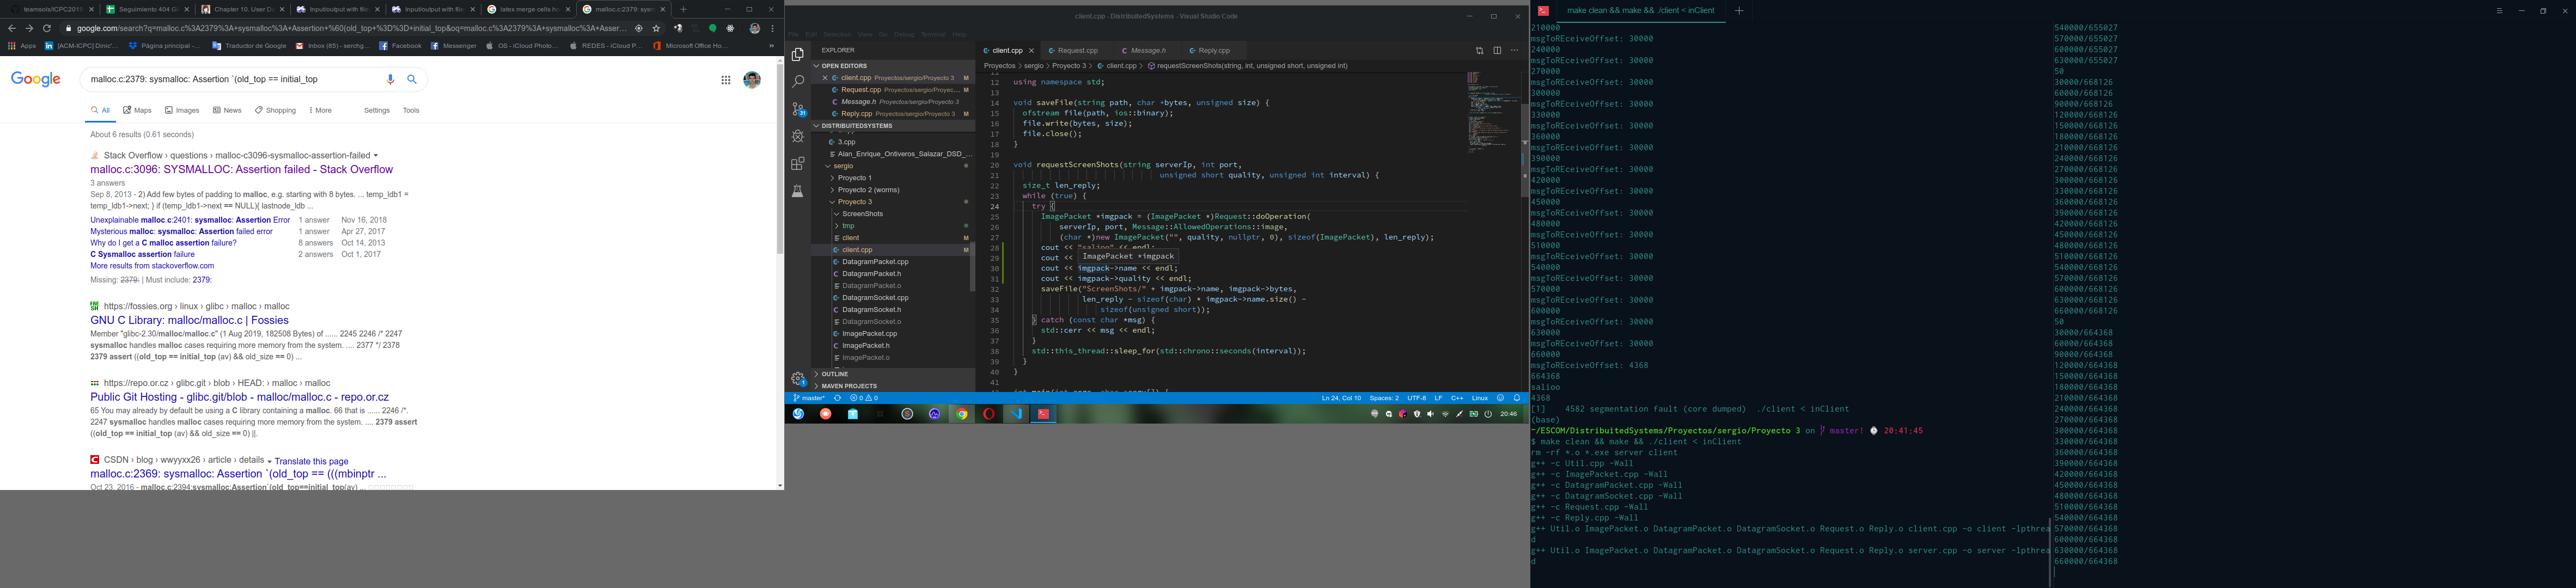 teamsolx/ICPC2019
Seguimiento 404 G
Chapter 10. User D
Input/output with file
Input/output with file
latex merge cells ho
malloc.c:2379: sysm
google.com/search?q=malloc.c%3A2379%3A+sysmalloc%3A+Assertion+%60(old_top+%3D%3D+initial_top&oq=malloc.c%3A2379%3A+sysmalloc%3A+Asser...
Apps
[ACM-ICPC] Dinic'...
Página principal -...
Traductor de Google
Inbox (85) - serchg...
Facebook
Messenger
OS - iCloud Photo...
REDES - iCloud P...
Microsoft Office Ho...
Google
malloc.c:2379: sysmalloc: Assertion `(old_top == initial_top
All
Maps
Images
News
Shopping
More
Settings
Tools
About 6 results (0.61 seconds)
Stack Overflow › questions › malloc-c3096-sysmalloc-assertion-failed
malloc.c:3096: SYSMALLOC: Assertion failed - Stack Overflow
3 answers
Sep 8, 2013 - 2) Add few bytes of padding to malloc, e.g. starting with 8 bytes. ... temp_ldb1 =
temp_ldb1->next; } if (temp_ldb1->next == NULL){ lastnode_ldb ...
Unexplainable malloc.c:2401: sysmalloc: Assertion Error 1 answer Nov 16, 2018
Mysterious malloc: sysmalloc: Assertion failed error 1 answer Apr 27, 2017
Why do I get a C malloc assertion failure? 8 answers Oct 14, 2013
C Sysmalloc assertion failure 2 answers Oct 1, 2017
More results from stackoverflow.com
Missing: 2379: | Must include: 2379:
https://fossies.org › linux › glibc › malloc › malloc
GNU C Library: malloc/malloc.c | Fossies
Member "glibc-2.30/malloc/malloc.c" (1 Aug 2019, 182508 Bytes) of ...... 2245 2246 /* 2247
sysmalloc handles malloc cases requiring more memory from the system. .... 2377 */ 2378
2379 assert ((old_top == initial_top (av) && old_size == 0) ...
https://repo.or.cz › glibc.git › blob › HEAD: › malloc › malloc
Public Git Hosting - glibc.git/blob - malloc/malloc.c - repo.or.cz
65 You may already by default be using a C library containing a malloc. 66 that is ...... 2246 /*.
2247 sysmalloc handles malloc cases requiring more memory from the system. .... 2379 assert
((old_top == initial_top (av) && old_size == 0) ||.
CSDN › blog › wwyyxx26 › article › details
Translate this page
malloc.c:2369: sysmalloc: Assertion `(old_top == (((mbinptr ...
Oct 23, 2016 - malloc.c:2394:sysmalloc:Assertion`(old_top==initial_top(av) ...
client.cpp - DistribuitedSystems - Visual Studio Code
File Edit Selection View Go Debug Terminal Help
EXPLORER
OPEN EDITORS
client.cpp Proyectos/sergio/Proyecto 3 M
Request.cpp Proyectos/sergio/Proyec... M
Message.h Proyectos/sergio/Proyecto 3
Reply.cpp Proyectos/sergio/Proyecto 3 M
DISTRIBUITEDSYSTEMS
3.cpp
Alan_Enrique_Ontiveros_Salazar_DSD_...
sergio
Proyecto 1
Proyecto 2 (worms)
Proyecto 3
ScreenShots
tmp
client M
client.cpp M
DatagramPacket.cpp
DatagramPacket.h
DatagramPacket.o
DatagramSocket.cpp
DatagramSocket.h
DatagramSocket.o
ImagePacket.cpp
ImagePacket.h
ImagePacket.o
OUTLINE
MAVEN PROJECTS
client.cpp
Request.cpp
Message.h
Reply.cpp
Proyectos › sergio › Proyecto 3 › client.cpp › requestScreenShots(string, int, unsigned short, unsigned int)
12 using namespace std;
13
14 void saveFile(string path, char *bytes, unsigned size) {
15 ofstream file(path, ios::binary);
16 file.write(bytes, size);
17 file.close();
18 }
19
20 void requestScreenShots(string serverIp, int port,
21 unsigned short quality, unsigned int interval) {
22 size_t len_reply;
23 while (true) {
24 try {
25 ImagePacket *imgpack = (ImagePacket *)Request::doOperation(
26 serverIp, port, Message::AllowedOperations::image,
27 (char *)new ImagePacket("", quality, nullptr, 0), sizeof(ImagePacket), len_reply);
28 cout << "salioo" << endl;
29 cout <<
ImagePacket *imgpack
30 cout << imgpack->name << endl;
31 cout << imgpack->quality << endl;
32 saveFile("ScreenShots/" + imgpack->name, imgpack->bytes,
33 len_reply - sizeof(char) * imgpack->name.size() -
34 sizeof(unsigned short));
35 } catch (const char *msg) {
36 std::cerr << msg << endl;
37 }
38 std::this_thread::sleep_for(std::chrono::seconds(interval));
39 }
40 }
41
master*
0 0
Ln 24, Col 10
Spaces: 2
UTF-8
LF
C++
Linux
20:46
make clean && make && ./client < inClient
210000
msgToREceiveOffset: 30000
240000
msgToREceiveOffset: 30000
270000
msgToREceiveOffset: 30000
300000
msgToREceiveOffset: 30000
330000
msgToREceiveOffset: 30000
360000
msgToREceiveOffset: 30000
390000
msgToREceiveOffset: 30000
420000
msgToREceiveOffset: 30000
450000
msgToREceiveOffset: 30000
480000
msgToREceiveOffset: 30000
510000
msgToREceiveOffset: 30000
540000
msgToREceiveOffset: 30000
570000
msgToREceiveOffset: 30000
600000
msgToREceiveOffset: 30000
630000
msgToREceiveOffset: 30000
660000
msgToREceiveOffset: 4368
664368
salioo
4368
[1] 4582 segmentation fault (core dumped) ./client < inClient
(base)
~/ESCOM/DistribuitedSystems/Proyectos/sergio/Proyecto 3 on master! 20:41:45
$ make clean && make && ./client < inClient
rm -rf *.o *.exe server client
g++ -c Util.cpp -Wall
g++ -c ImagePacket.cpp -Wall
g++ -c DatagramPacket.cpp -Wall
g++ -c DatagramSocket.cpp -Wall
g++ -c Request.cpp -Wall
g++ -c Reply.cpp -Wall
g++ Util.o ImagePacket.o DatagramPacket.o DatagramSocket.o Request.o Reply.o client.cpp -o client -lpthrea
d
g++ Util.o ImagePacket.o DatagramPacket.o DatagramSocket.o Request.o Reply.o server.cpp -o server -lpthrea
d
540000/655027
570000/655027
600000/655027
630000/655027
50
30000/668126
60000/668126
90000/668126
120000/668126
150000/668126
180000/668126
210000/668126
240000/668126
270000/668126
300000/668126
330000/668126
360000/668126
390000/668126
420000/668126
450000/668126
480000/668126
510000/668126
540000/668126
570000/668126
600000/668126
630000/668126
660000/668126
50
30000/664368
60000/664368
90000/664368
120000/664368
150000/664368
180000/664368
210000/664368
240000/664368
270000/664368
300000/664368
330000/664368
360000/664368
390000/664368
420000/664368
450000/664368
480000/664368
510000/664368
540000/664368
570000/664368
600000/664368
630000/664368
660000/664368